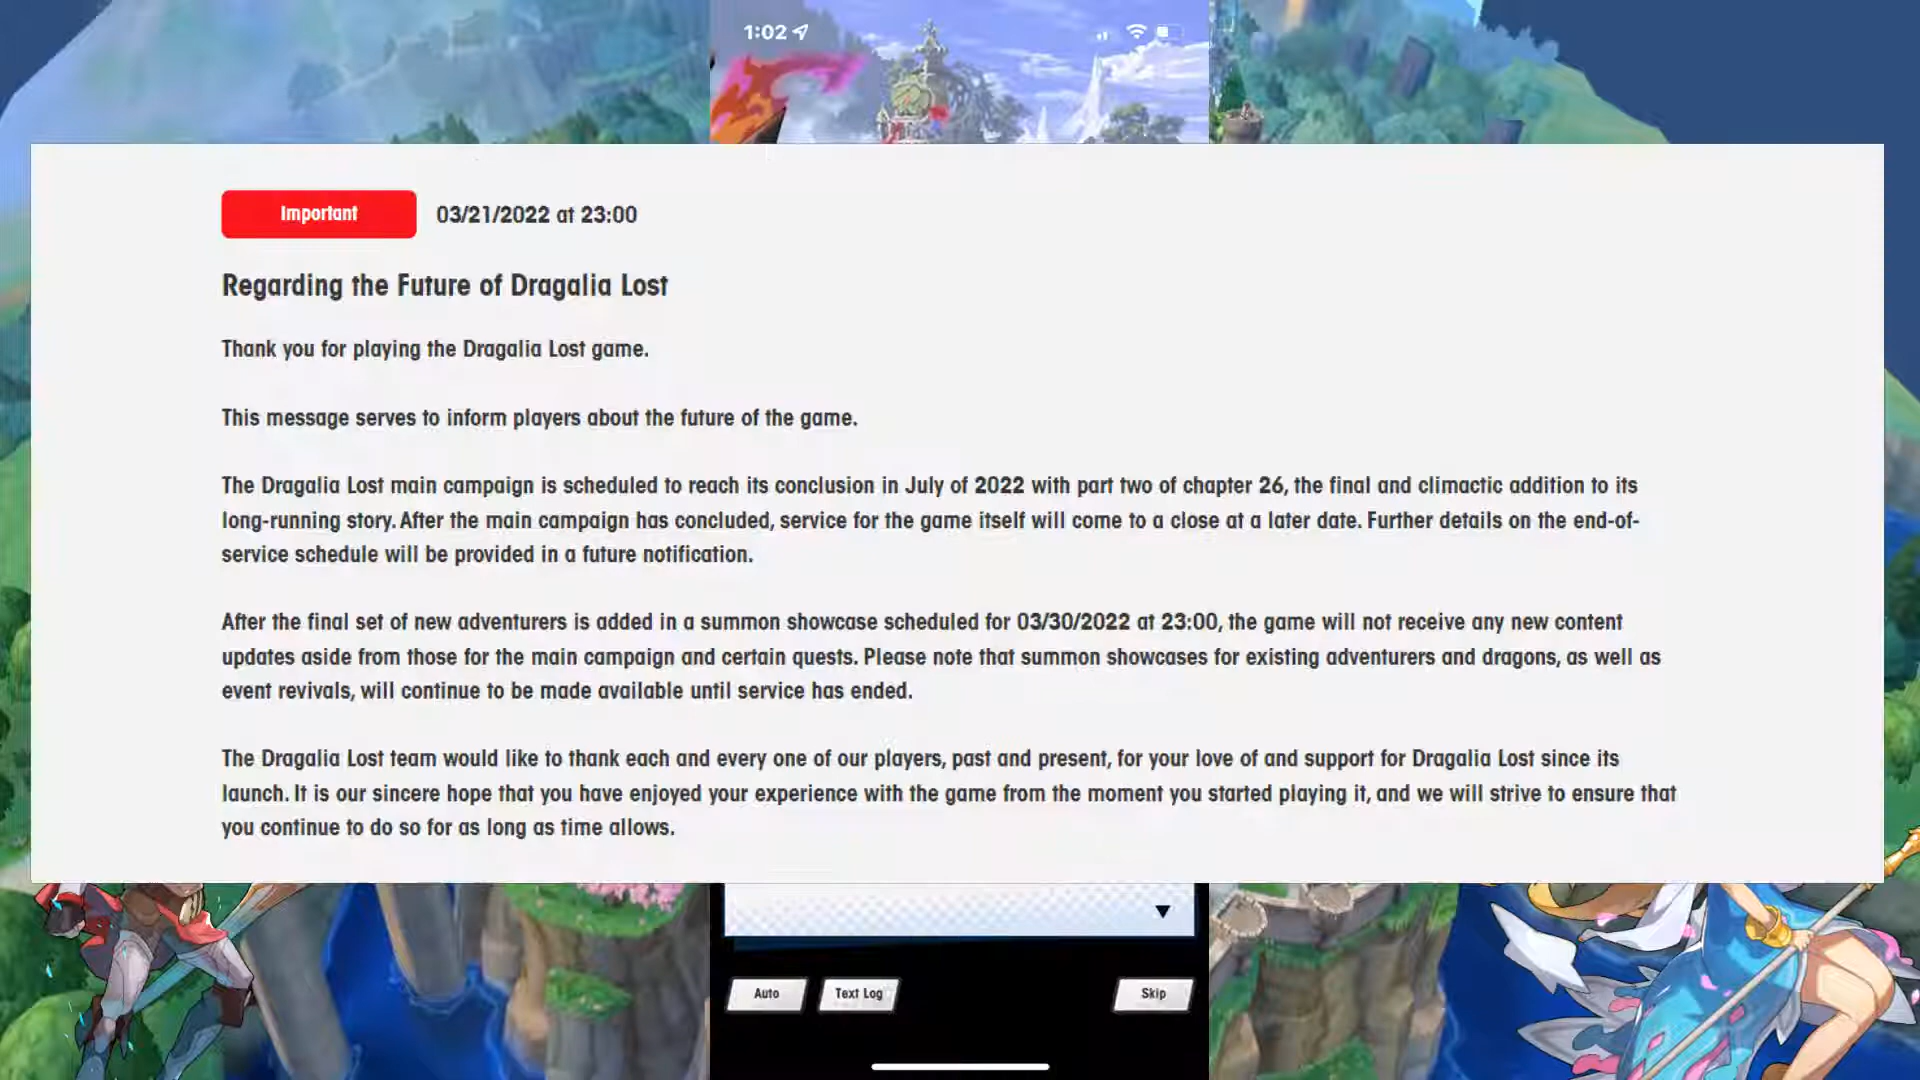 1:02
Important 03/21/2022 at 23:00
Regarding the Future of Dragalia Lost
Thank you for playing the Dragalia Lost game.
This message serves to inform players about the future of the game.
The Dragalia Lost main campaign is scheduled to reach its conclusion in July of 2022 with part two of chapter 26, the final and climactic addition to its
long-running story. After the main campaign has concluded, service for the game itself will come to a close at a later date. Further details on the end-of-
service schedule will be provided in a future notification.
After the final set of new adventurers is added in a summon showcase scheduled for 03/30/2022 at 23:00, the game will not receive any new content
updates aside from those for the main campaign and certain quests. Please note that summon showcases for existing adventurers and dragons, as well as
event revivals, will continue to be made available until service has ended.
The Dragalia Lost team would like to thank each and every one of our players, past and present, for your love of and support for Dragalia Lost since its
launch. It is our sincere hope that you have enjoyed your experience with the game from the moment you started playing it, and we will strive to ensure that
you continue to do so for as long as time allows.
Auto Text Log Skip